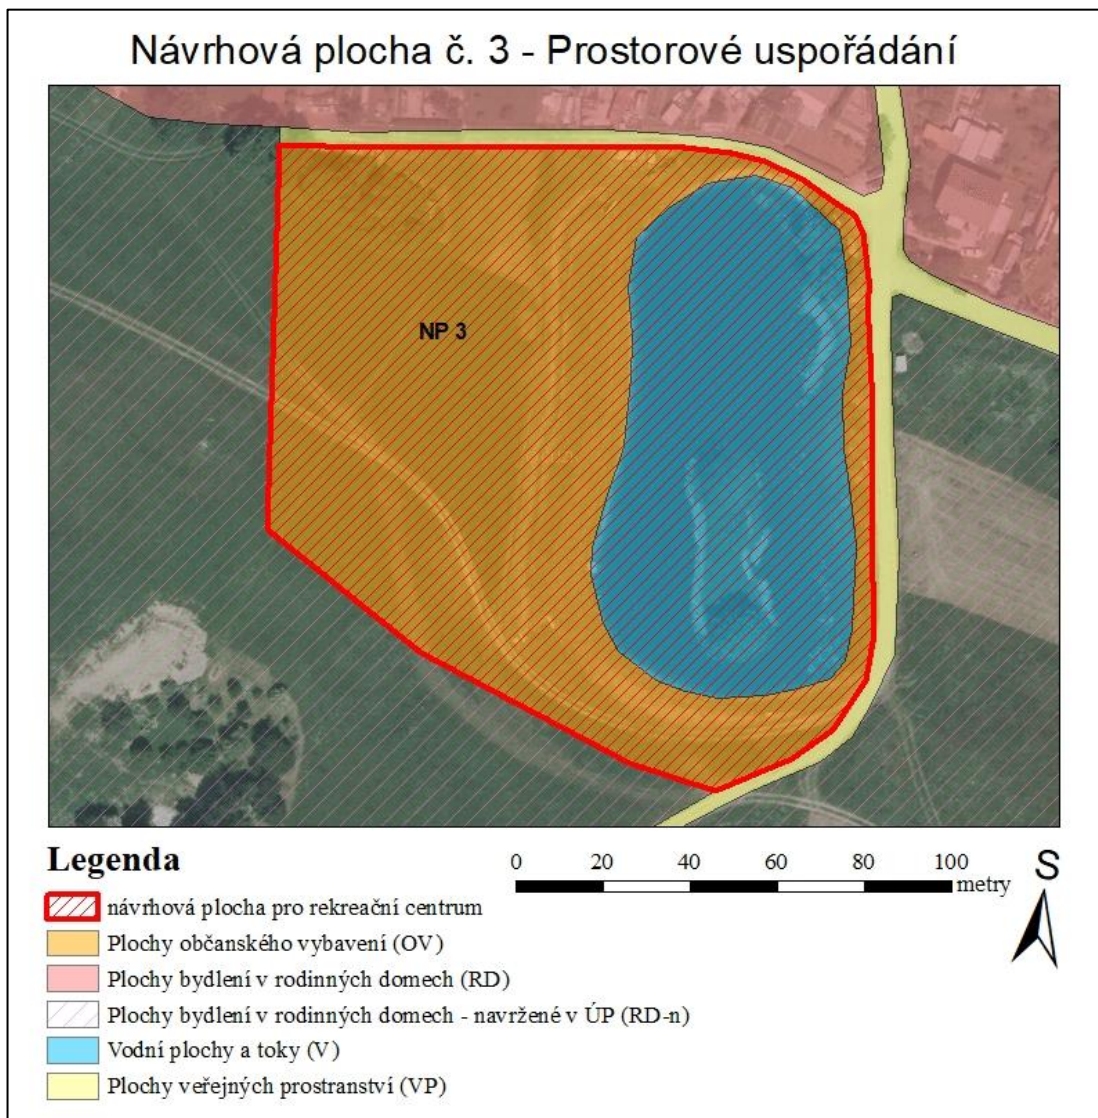 Návrhová plocha č. 3 - Prostorové uspořádání
NP 3
Legenda
0 20 40 60 80 100
metry
S
návrhová plocha pro rekreační centrum
Plochy občanského vybavení (OV)
Plochy bydlení v rodinných domech (RD)
Plochy bydlení v rodinných domech - navržené v ÚP (RD-n)
Vodní plochy a toky (V)
Plochy veřejných prostranství (VP)